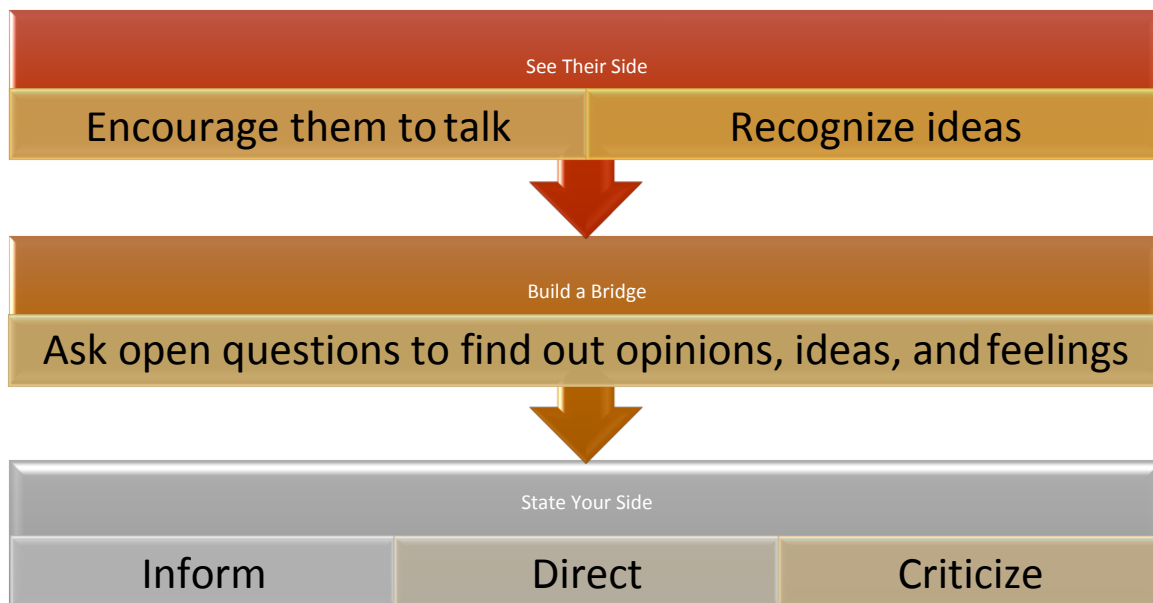 See Their Side
Encourage them to talk
Recognize ideas
Build a Bridge
Ask open questions to find out opinions, ideas, and feelings
State Your Side
Inform
Direct
Criticize